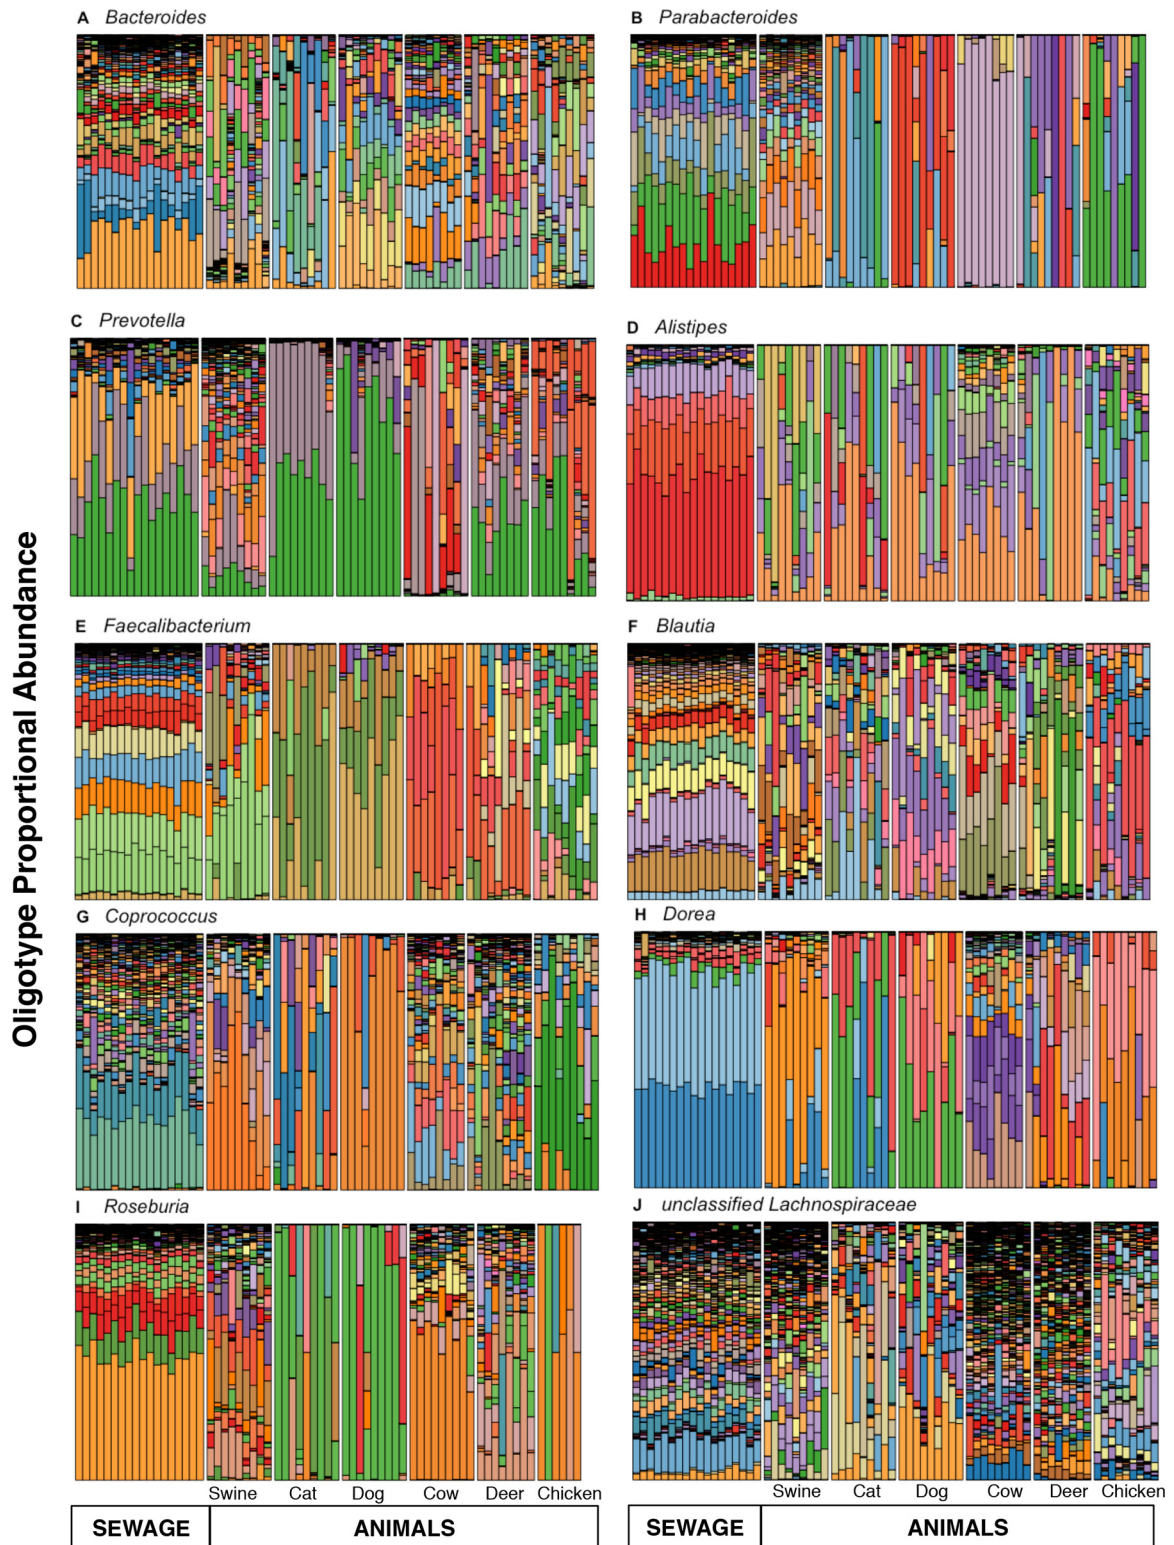 A Bacteroides
B Parabacteroides
C Prevotella
D Alistipes
E Faecalibacterium
F Blautia
G Coprococcus
H Dorea
I Roseburia
J unclassified Lachnospiraceae
Oligotype Proportional Abundance
Swine Cat Dog Cow Deer Chicken
Swine Cat Dog Cow Deer Chicken
SEWAGE ANIMALS
SEWAGE ANIMALS